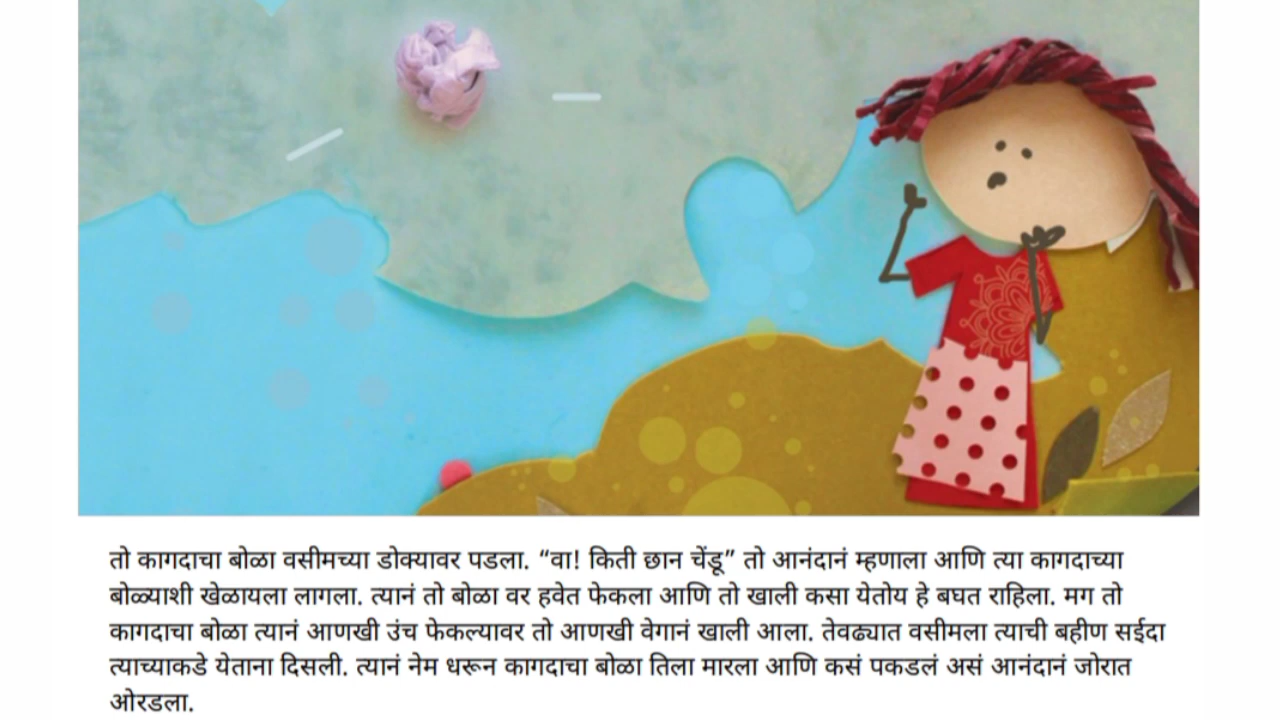 तो कागदाचा बोळा वसीमच्या डोक्यावर पडला. “वा! किती छान चेंडू” तो आनंदानं म्हणाला आणि त्या कागदाच्या
बोळ्याशी खेळायला लागला. त्यानं तो बोळा वर हवेत फेकला आणि तो खाली कसा येतोय हे बघत राहिला. मग तो
कागदाचा बोळा त्यानं आणखी उंच फेकल्यावर तो आणखी वेगानं खाली आला. तेवढ्यात वसीमला त्याची बहीण सईदा
त्याच्याकडे येताना दिसली. त्यानं नेम धरून कागदाचा बोळा तिला मारला आणि कसं पकडलं असं आनंदानं जोरात
ओरडला.